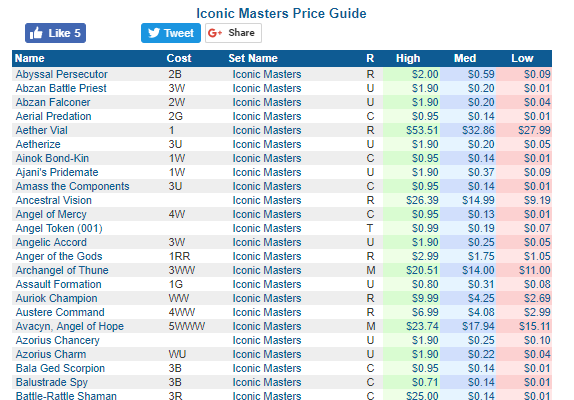 Iconic Masters Price Guide
Like 5 Tweet G+ Share
Name Cost Set Name R High Med Low
Abyssal Persecutor 2B Iconic Masters R $2.00 $0.59 $0.09
Abzan Battle Priest 3W Iconic Masters U $1.90 $0.20 $0.01
Abzan Falconer 2W Iconic Masters U $1.90 $0.20 $0.04
Aerial Predation 2G Iconic Masters C $0.95 $0.14 $0.01
Aether Vial 1 Iconic Masters R $53.51 $32.86 $27.99
Aetherize 3U Iconic Masters U $1.90 $0.20 $0.05
Ainok Bond-Kin 1W Iconic Masters C $0.95 $0.14 $0.01
Ajani's Pridemate 1W Iconic Masters U $1.90 $0.37 $0.09
Amass the Components 3U Iconic Masters C $0.95 $0.14 $0.01
Ancestral Vision Iconic Masters R $26.39 $14.99 $9.19
Angel of Mercy 4W Iconic Masters C $0.95 $0.13 $0.01
Angel Token (001) Iconic Masters T $0.99 $0.19 $0.07
Angelic Accord 3W Iconic Masters U $1.90 $0.25 $0.05
Anger of the Gods 1RR Iconic Masters R $2.99 $1.75 $1.05
Archangel of Thune 3WW Iconic Masters M $20.51 $14.00 $11.00
Assault Formation 1G Iconic Masters U $0.80 $0.31 $0.08
Auriok Champion WW Iconic Masters R $9.99 $4.25 $2.69
Austere Command 4WW Iconic Masters R $6.99 $4.08 $2.99
Avacyn, Angel of Hope 5WWW Iconic Masters M $23.74 $17.94 $15.11
Azorius Chancery Iconic Masters U $1.90 $0.25 $0.10
Azorius Charm WU Iconic Masters U $1.90 $0.22 $0.04
Bala Ged Scorpion 3B Iconic Masters C $0.95 $0.14 $0.01
Balustrade Spy 3B Iconic Masters C $0.71 $0.14 $0.01
Battle-Rattle Shaman 3R Iconic Masters C $25.00 $0.14 $0.01